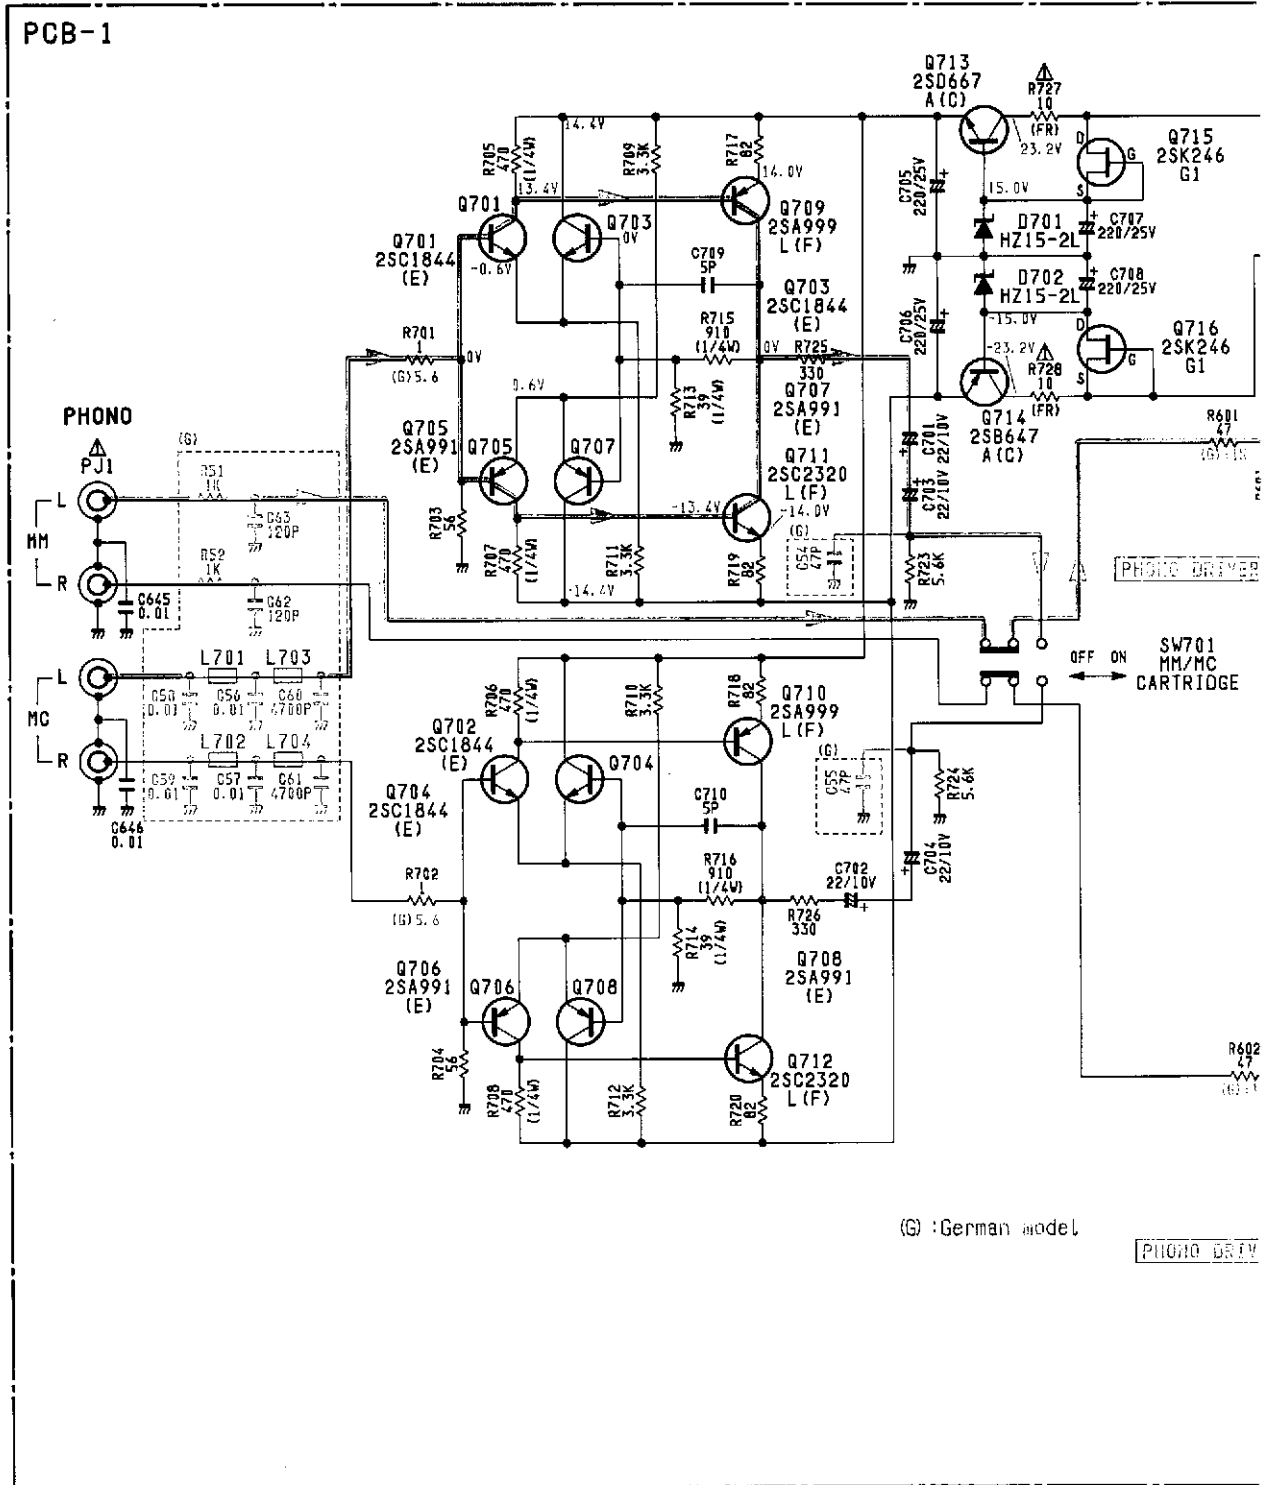 PCB-1
Q713
2SD667
A(C)
R727
10
(FR)
23.2V
Q715
2SK246
G1
D
G
S
R705
470
(1/4W)
14.4V
R709
3.3K
R717
82
14.0V
13.4V
C705
220/25V
15.0V
D701
HZ15-2L
C707
220/25V
Q701
Q701
2SC1844
(E)
-0.6V
Q703
0V
Q709
2SA999
L(F)
C709
5P
Q703
2SC1844
(E)
D702
HZ15-2L
C708
220/25V
C706
220/25V
-15.0V
D
G
S
Q716
2SK246
G1
-23.2V
R728
10
(FR)
Q714
2SB647
A(C)
R701
1
(G)5.6
0V
R715
910
(1/4W)
0V
R725
330
R713
39
(1/4W)
0.6V
Q707
2SA991
(E)
PHONO
PJ1
(G)
Q705
2SA991
(E)
Q705
Q707
Q711
2SC2320
L(F)
C701
22/10V
C703
22/10V
R601
47
R51
1K
L
C63
120P
MM
R52
1K
R
C62
120P
C645
0.01
R703
56
R707
470
(1/4W)
R711
3.3K
-13.4V
-14.0V
-14.4V
R719
82
(G)
C54
47P
R723
5.6K
PHONO DRIVER
L701
L703
L
C58
0.01
C56
0.01
C60
4700P
MC
L702
L704
R
C59
0.01
C57
0.01
C61
4700P
C646
0.01
OFF ON
SW701
MM/MC
CARTRIDGE
R706
470
(1/4W)
R710
3.3K
R718
82
Q710
2SA999
L(F)
Q702
2SC1844
(E)
Q704
Q704
2SC1844
(E)
C710
5P
(G)
C55
47P
R724
5.6K
C704
22/10V
R702
1
(G)5.6
R716
910
(1/4W)
R714
39
(1/4W)
R726
330
C702
22/10V
Q706
2SA991
(E)
Q706
Q708
Q708
2SA991
(E)
R704
56
R708
470
(1/4W)
R712
3.3K
R720
82
Q712
2SC2320
L(F)
R602
47
(G) :German model
PHONO DRIV